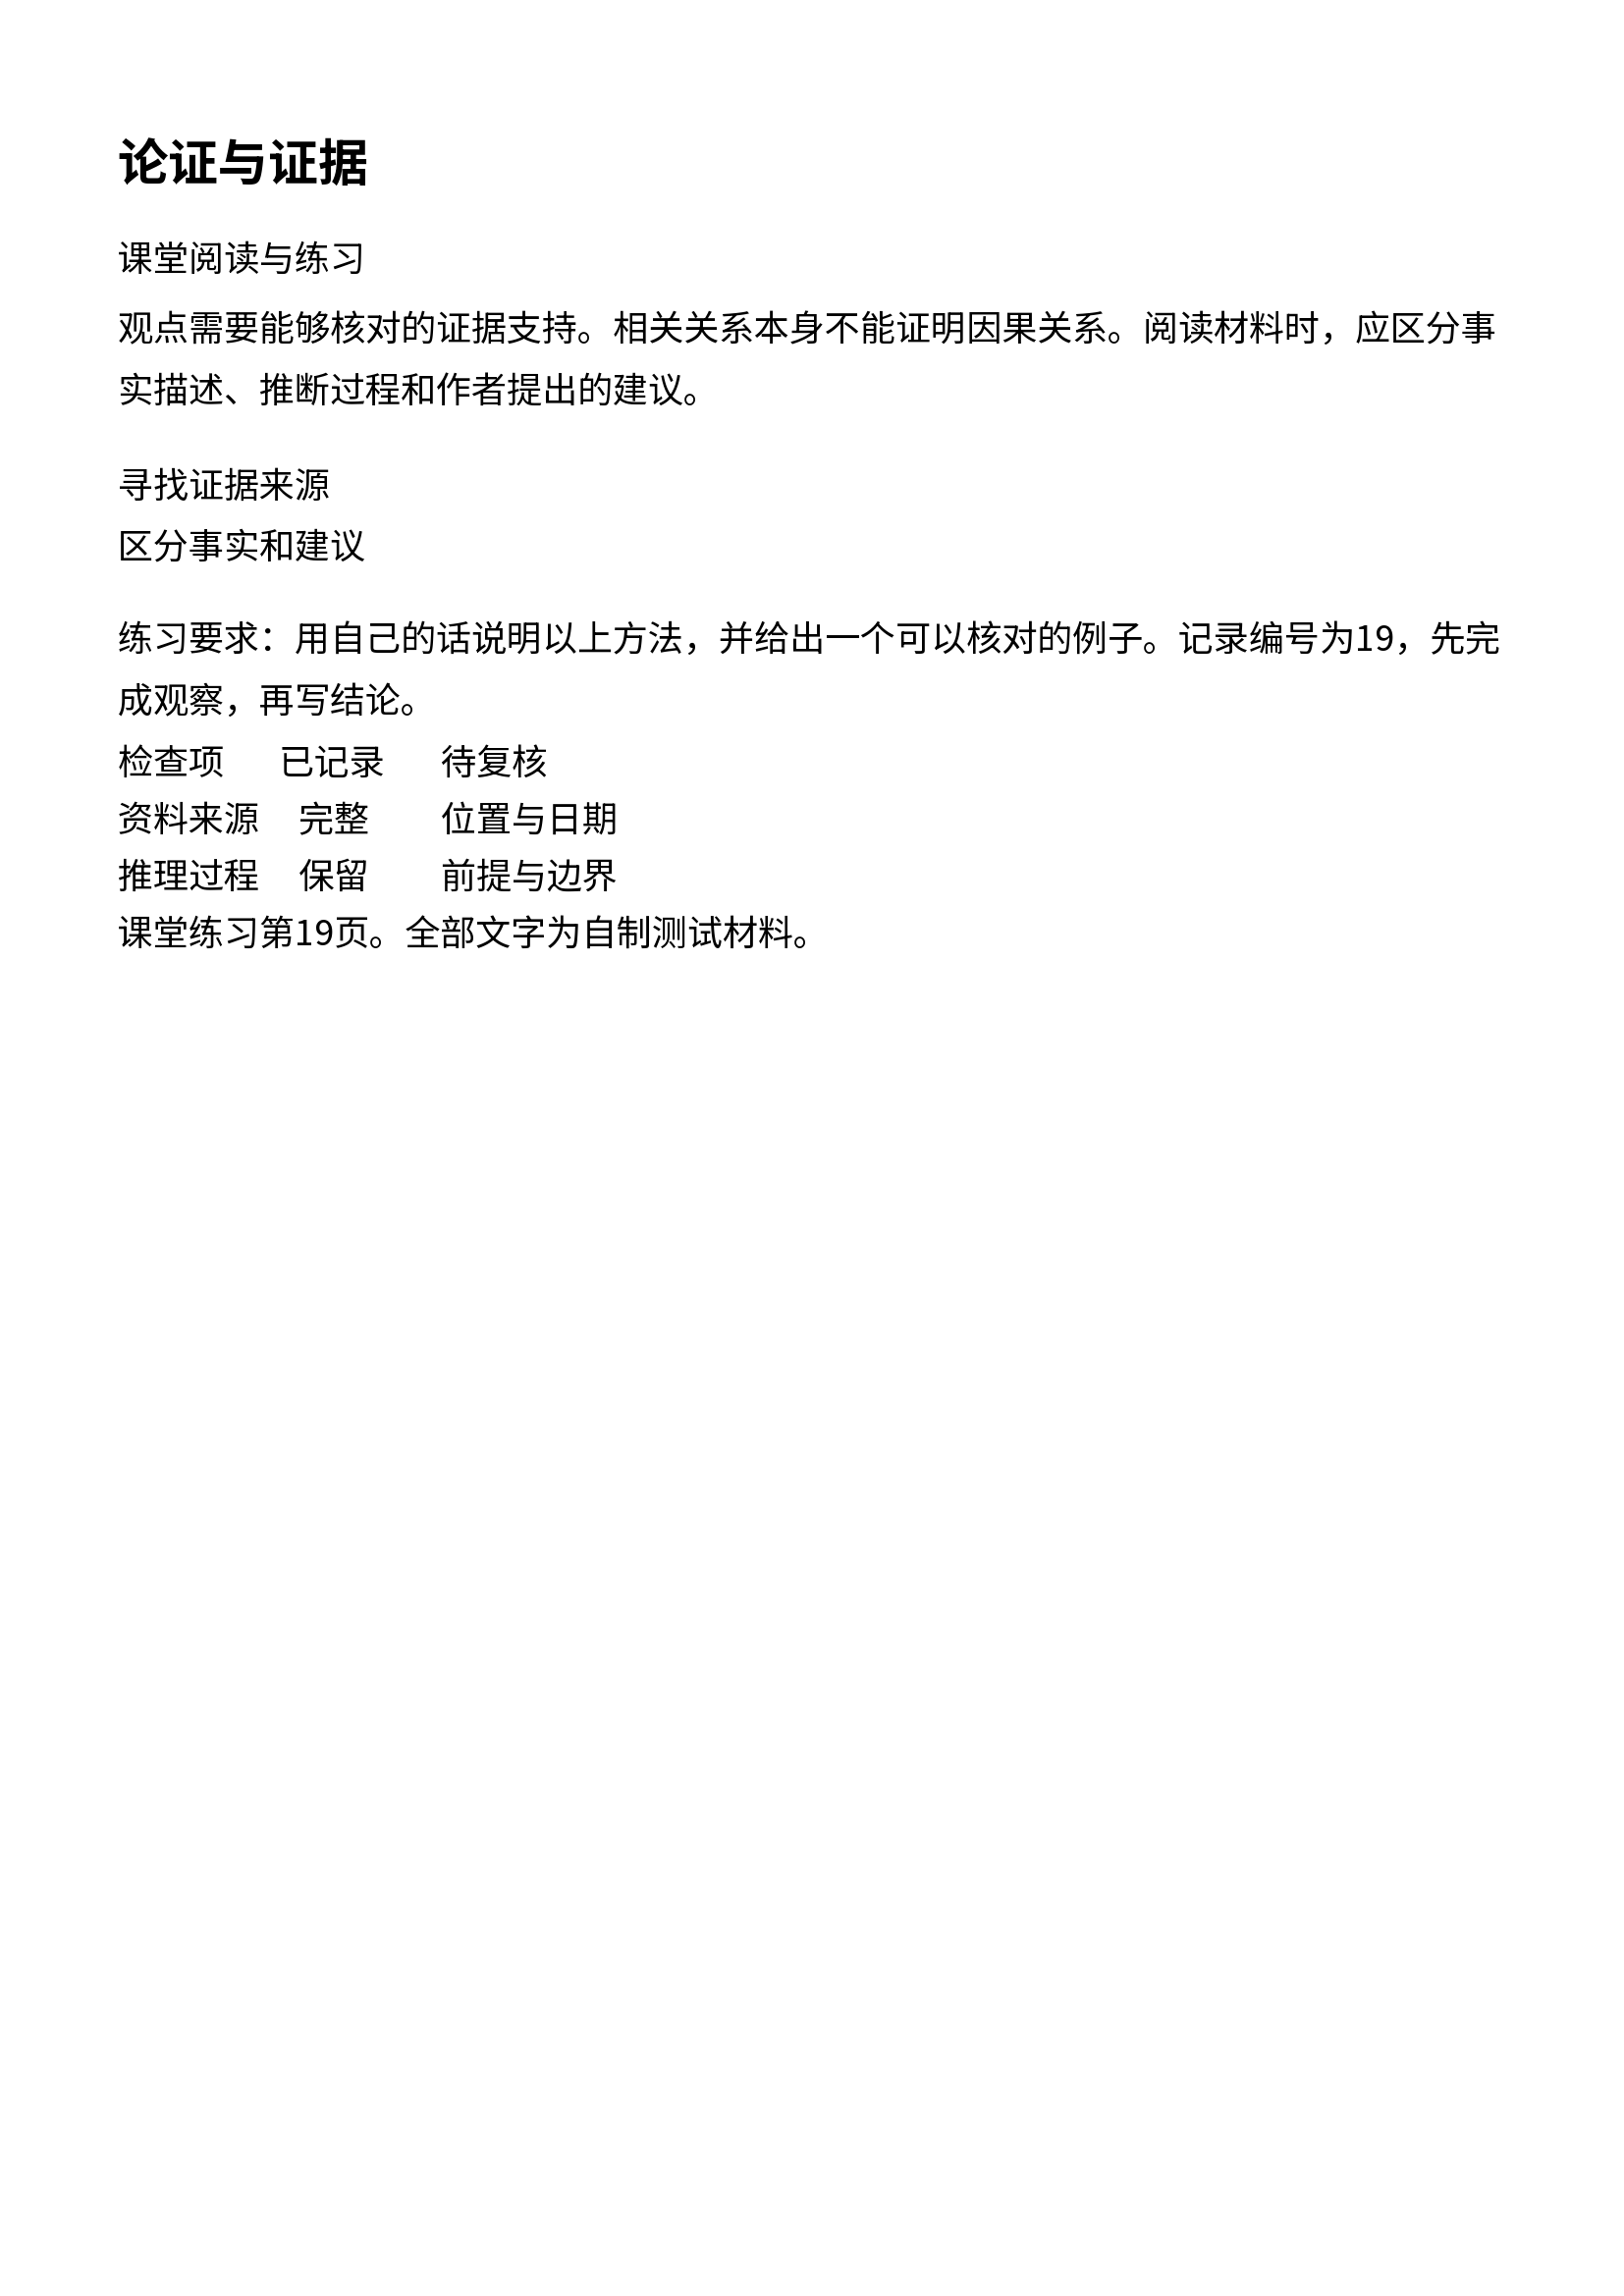 论证与证据
课堂阅读与练习
观点需要能够核对的证据支持。相关关系本身不能证明因果关系。阅读材料时，应区分事
实描述、推断过程和作者提出的建议。
寻找证据来源
区分事实和建议
练习要求：用自己的话说明以上方法，并给出一个可以核对的例子。记录编号为19，先完
成观察，再写结论。
检查项 已记录 待复核
资料来源 完整 位置与日期
推理过程 保留 前提与边界
课堂练习第19页。全部文字为自制测试材料。